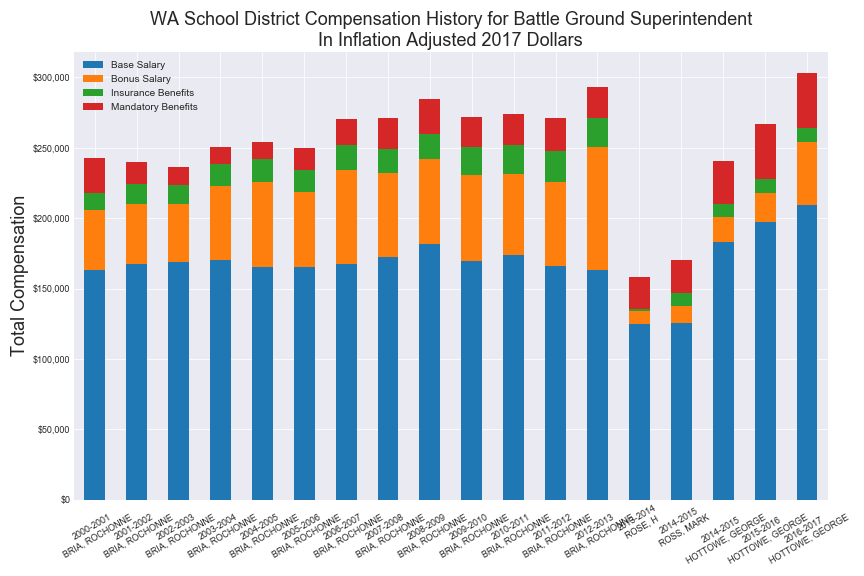 WA School District Compensation History for Battle Ground Superintendent
In Inflation Adjusted 2017 Dollars
Base Salary
Bonus Salary
Insurance Benefits
Mandatory Benefits
Total Compensation
$300,000
$250,000
$200,000
$150,000
$100,000
$50,000
$0
2000-2001
BRIA, ROCHONNE
2001-2002
BRIA, ROCHONNE
2002-2003
BRIA, ROCHONNE
2003-2004
BRIA, ROCHONNE
2004-2005
BRIA, ROCHONNE
2005-2006
BRIA, ROCHONNE
2006-2007
BRIA, ROCHONNE
2007-2008
BRIA, ROCHONNE
2008-2009
BRIA, ROCHONNE
2009-2010
BRIA, ROCHONNE
2010-2011
BRIA, ROCHONNE
2011-2012
BRIA, ROCHONNE
2012-2013
BRIA, ROCHONNE
2013-2014
ROSE, H
2014-2015
ROSS, MARK
2014-2015
HOTTOWE, GEORGE
2015-2016
HOTTOWE, GEORGE
2016-2017
HOTTOWE, GEORGE